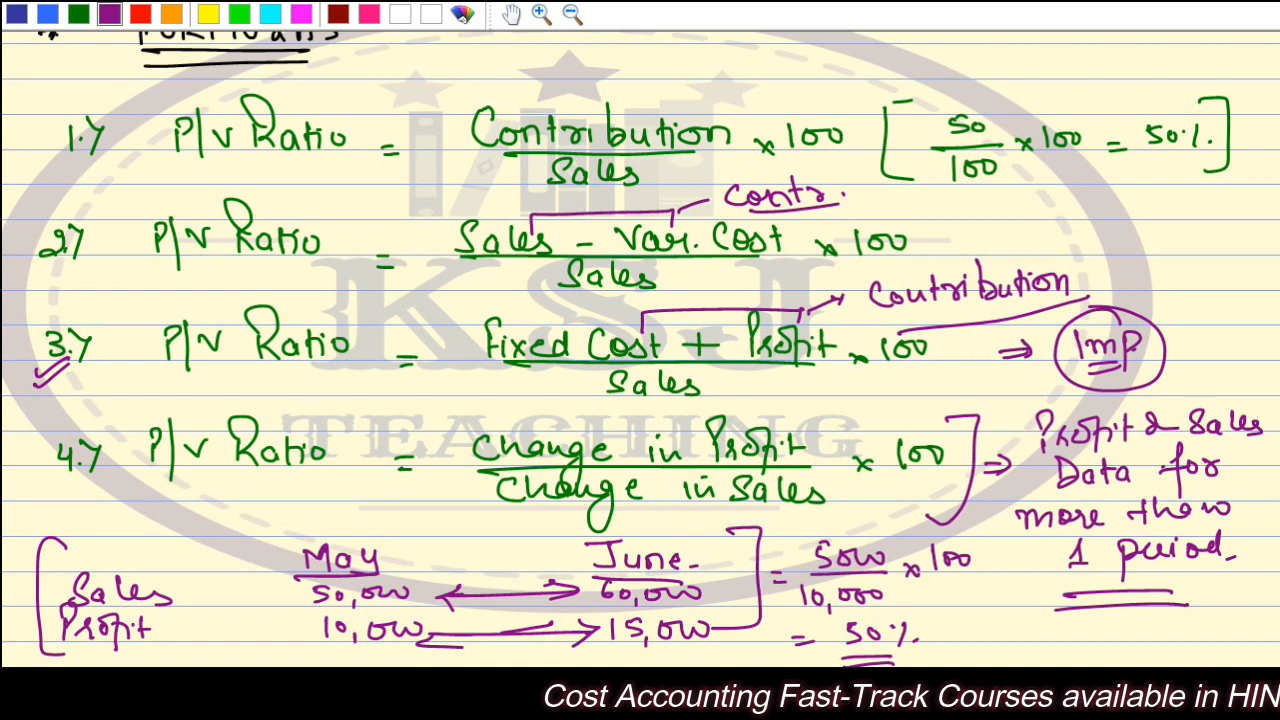 1.> P/V Ratio = Contribution / Sales × 100 [ 50 / 100 × 100 = 50%. ]
contr.
2.> P/V Ratio = Sales - Var. Cost / Sales × 100
Contribution
3.> P/V Ratio = Fixed Cost + Profit / Sales × 100 ⇒ Imp
4.> P/V Ratio = Change in Profit / Change in Sales × 100 ⇒ Profit & Sales
Data for
more than
1 period.
May June
Sales 50,000 60,000 = 5000 / 10,000 × 100
Profit 10,000 15,000 = 50%.
KSJ
TEACHING
Cost Accounting Fast-Track Courses available in HIN